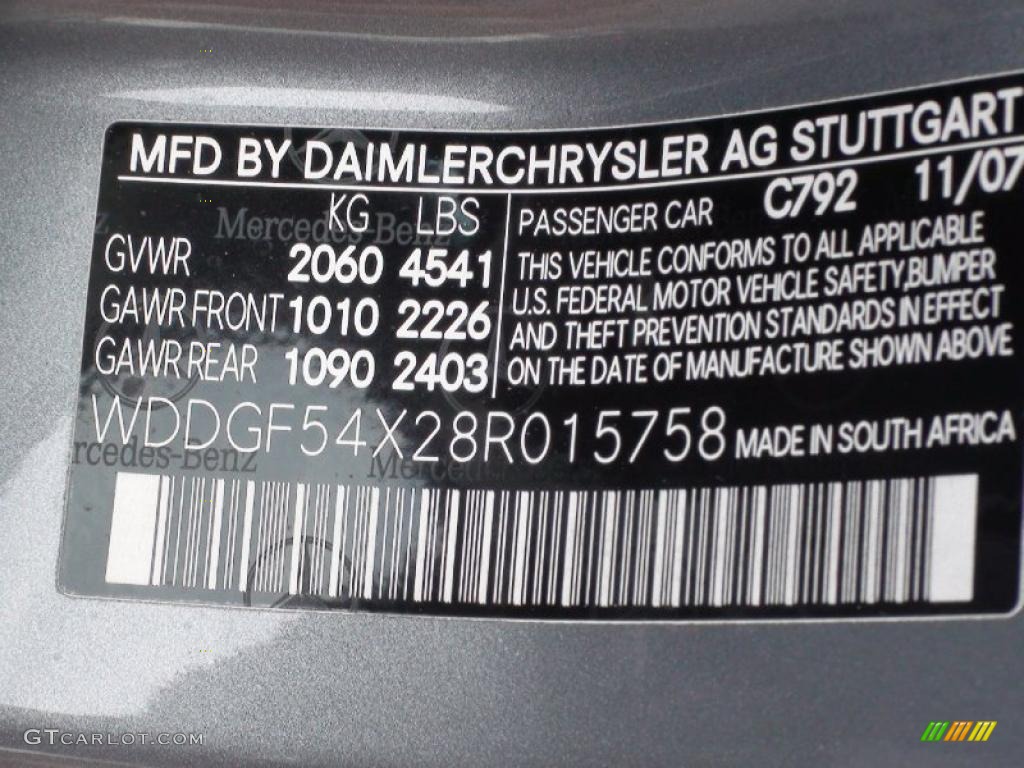 MFD BY DAIMLERCHRYSLER AG STUTTGART
KG LBS
GVWR 2060 4541
GAWR FRONT 1010 2226
GAWR REAR 1090 2403
PASSENGER CAR C792 11/07
THIS VEHICLE CONFORMS TO ALL APPLICABLE
U.S. FEDERAL MOTOR VEHICLE SAFETY,BUMPER
AND THEFT PREVENTION STANDARDS IN EFFECT
ON THE DATE OF MANUFACTURE SHOWN ABOVE
WDDGF54X28R015758 MADE IN SOUTH AFRICA
Mercedes-Benz
GTcarlot.com